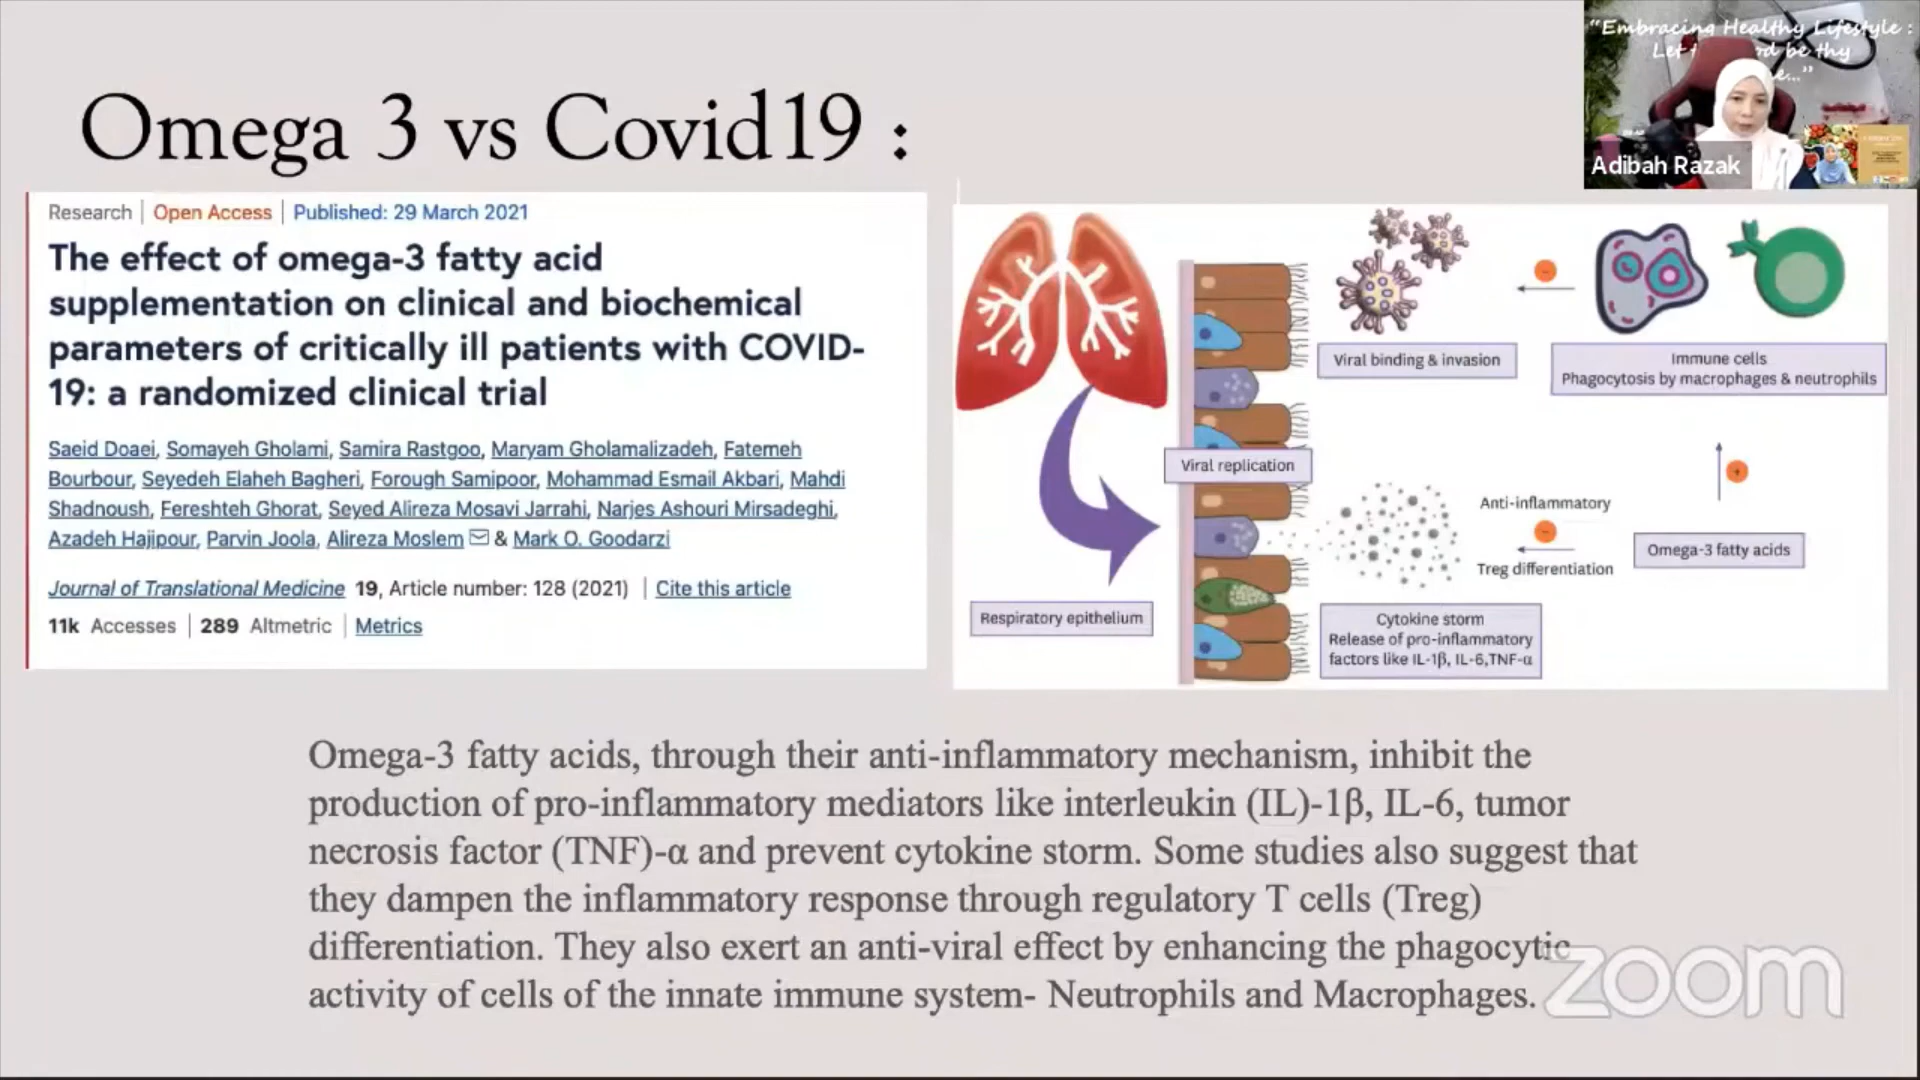 "Embracing Healthy Lifestyle :
Let be thy
Adibah Razak
Omega 3 vs Covid19 :
Research | Open Access | Published: 29 March 2021
The effect of omega-3 fatty acid
supplementation on clinical and biochemical
parameters of critically ill patients with COVID-
19: a randomized clinical trial
Saeid Doaei, Somayeh Gholami, Samira Rastgoo, Maryam Gholamalizadeh, Fatemeh
Bourbour, Seyedeh Elaheh Bagheri, Forough Samipoor, Mohammad Esmail Akbari, Mahdi
Shadnoush, Fereshteh Ghorat, Seyed Alireza Mosavi Jarrahi, Narjes Ashouri Mirsadeghi,
Azadeh Hajipour, Parvin Joola, Alireza Moslem & Mark O. Goodarzi
Journal of Translational Medicine 19, Article number: 128 (2021) | Cite this article
11k Accesses | 289 Altmetric | Metrics
Viral binding & invasion
Immune cells
Phagocytosis by macrophages & neutrophils
Viral replication
Anti-inflammatory
Treg differentiation
Omega-3 fatty acids
Respiratory epithelium
Cytokine storm
Release of pro-inflammatory
factors like IL-1β, IL-6,TNF-α
Omega-3 fatty acids, through their anti-inflammatory mechanism, inhibit the
production of pro-inflammatory mediators like interleukin (IL)-1β, IL-6, tumor
necrosis factor (TNF)-α and prevent cytokine storm. Some studies also suggest that
they dampen the inflammatory response through regulatory T cells (Treg)
differentiation. They also exert an anti-viral effect by enhancing the phagocytic
activity of cells of the innate immune system- Neutrophils and Macrophages.
zoom